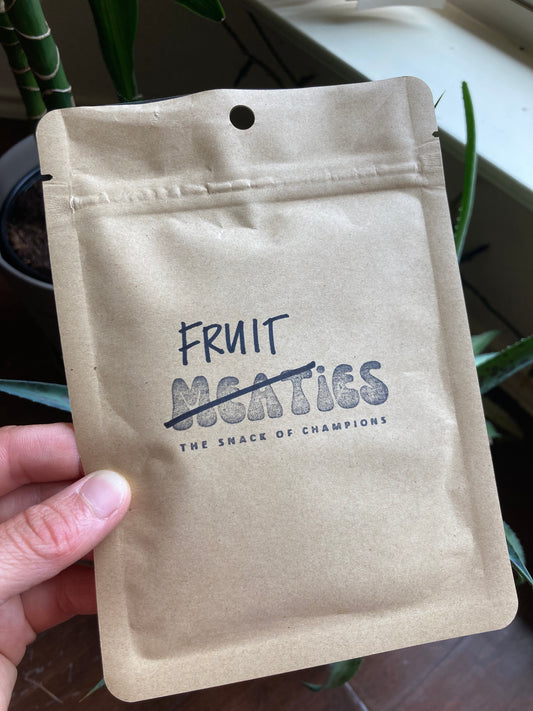 FRUIT
MEATiES
THE SNACK OF CHAMPIONS